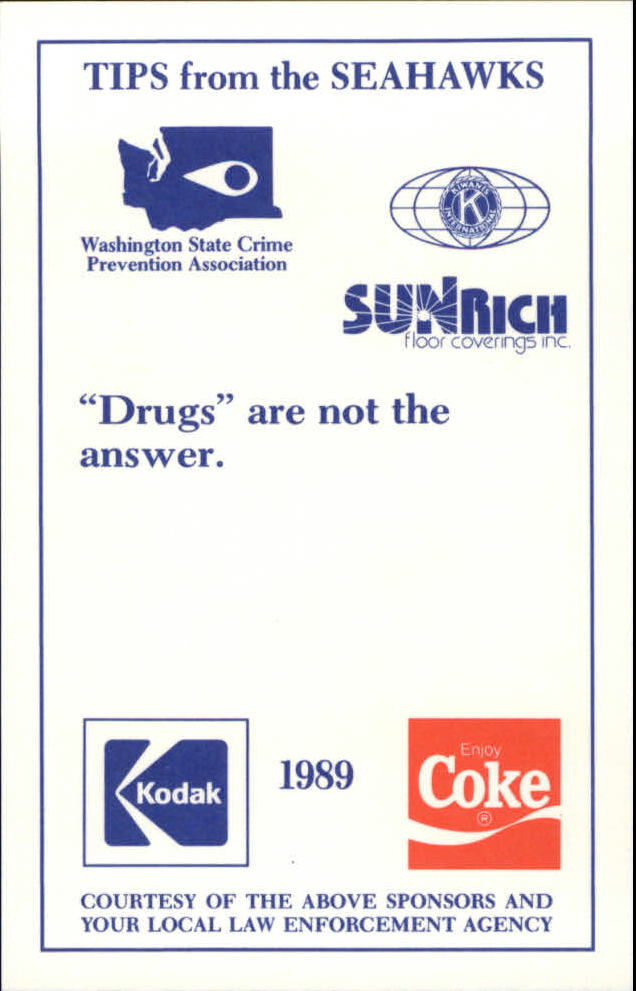 TIPS from the SEAHAWKS
Washington State Crime
Prevention Association
KIWANIS
K
INTERNATIONAL
SUNRICH
floor coverings inc.
“Drugs” are not the
answer.
Kodak
1989
Enjoy
Coke
®
COURTESY OF THE ABOVE SPONSORS AND
YOUR LOCAL LAW ENFORCEMENT AGENCY